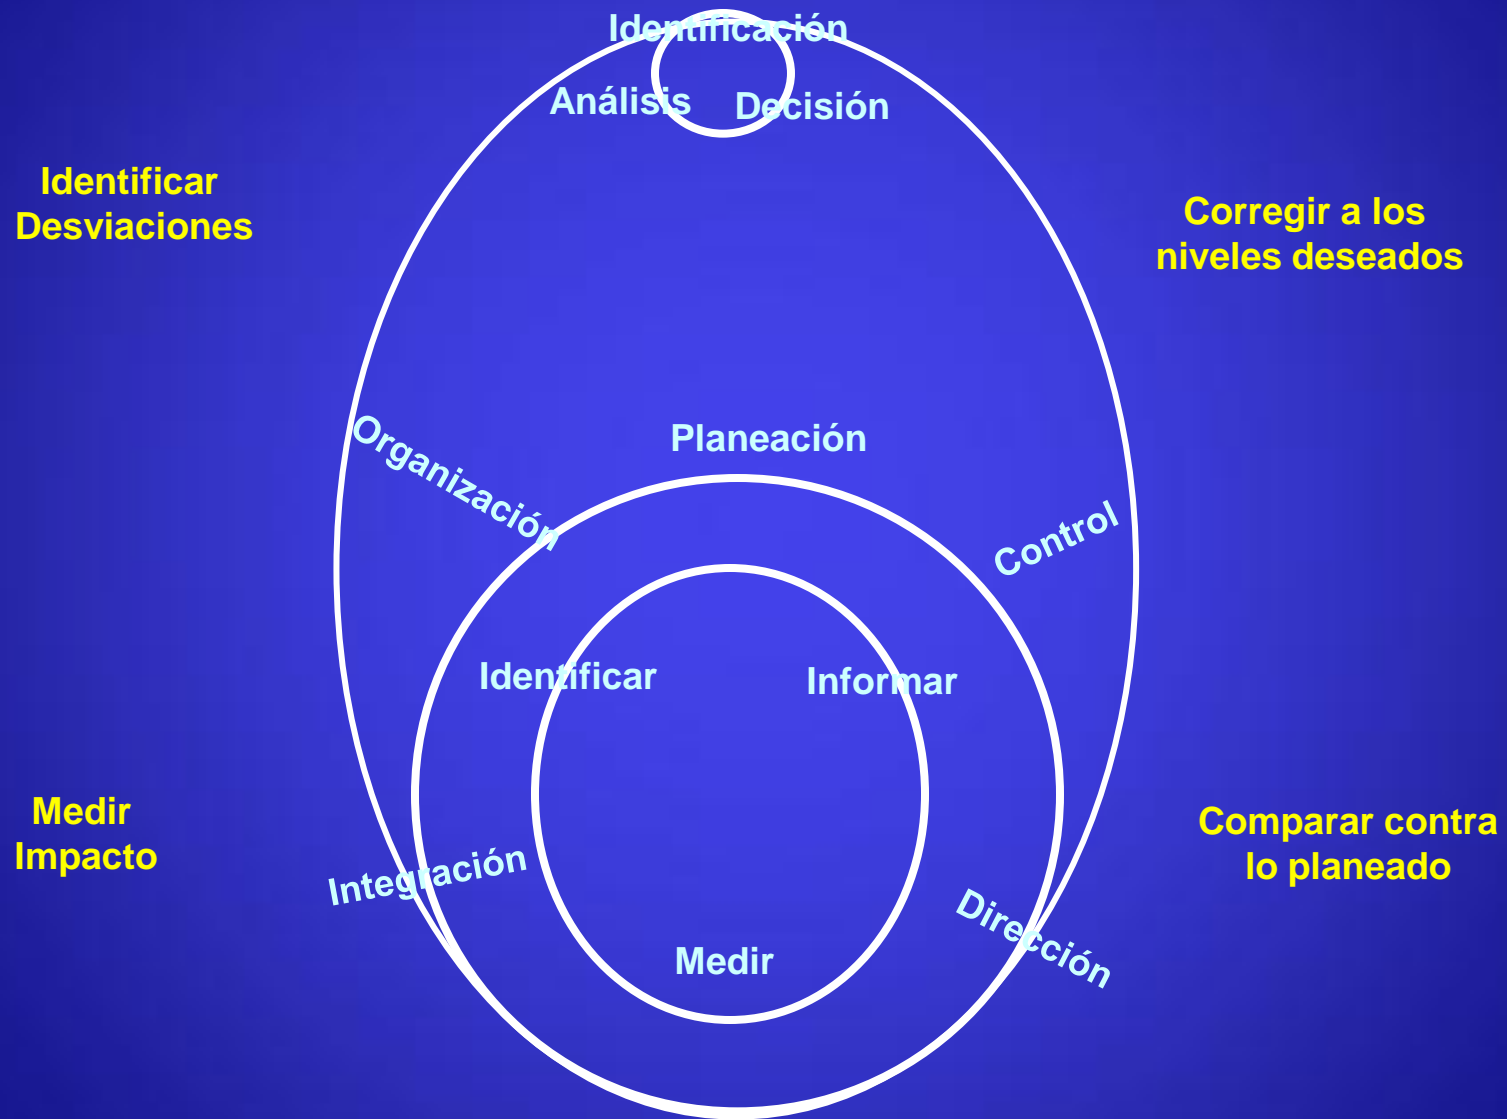 Identificación
Análisis
Decisión
Identificar
Desviaciones
Corregir a los
niveles deseados
Planeación
Organización
Control
Identificar
Informar
Medir
Impacto
Integración
Comparar contra
lo planeado
Dirección
Medir